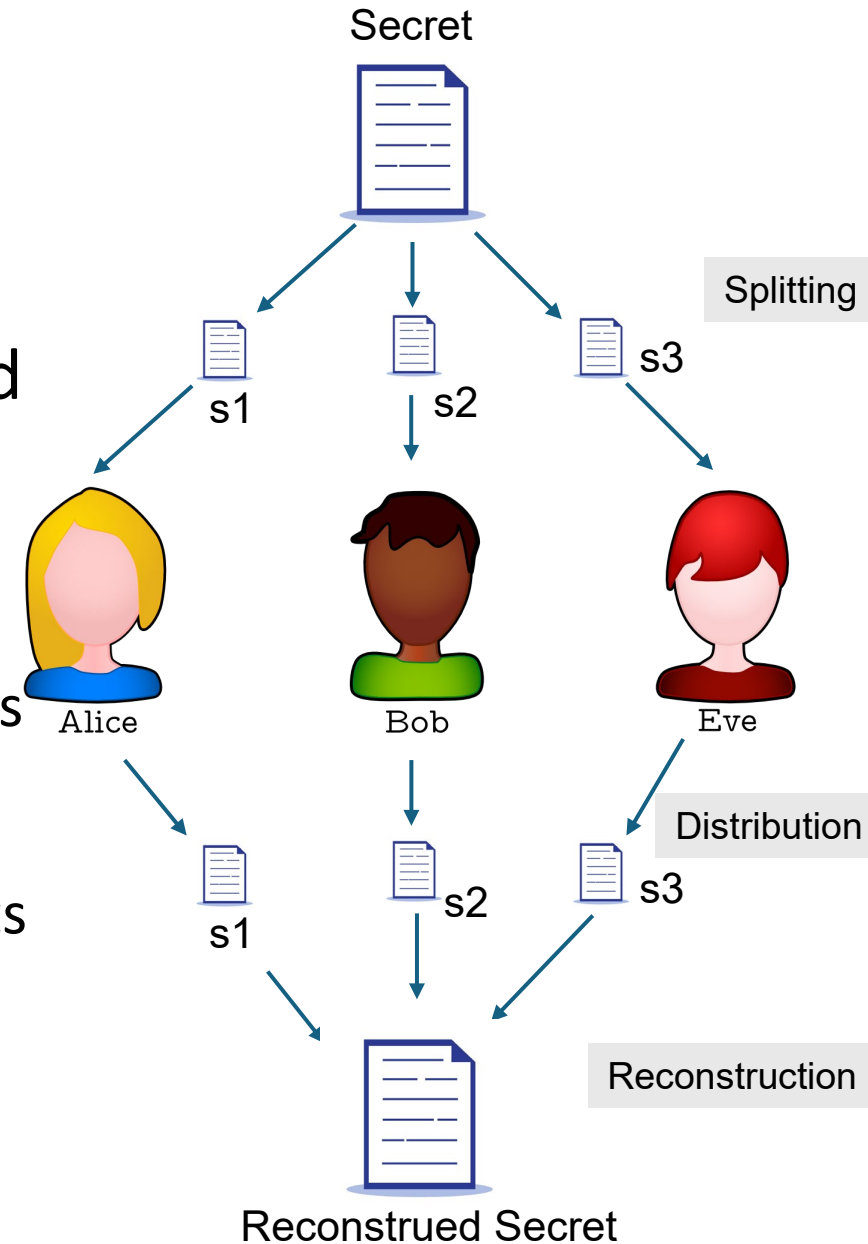 Secret
Splitting
s1
s2
s3
Alice
Bob
Eve
Distribution
s1
s2
s3
Reconstruction
Reconstrued Secret